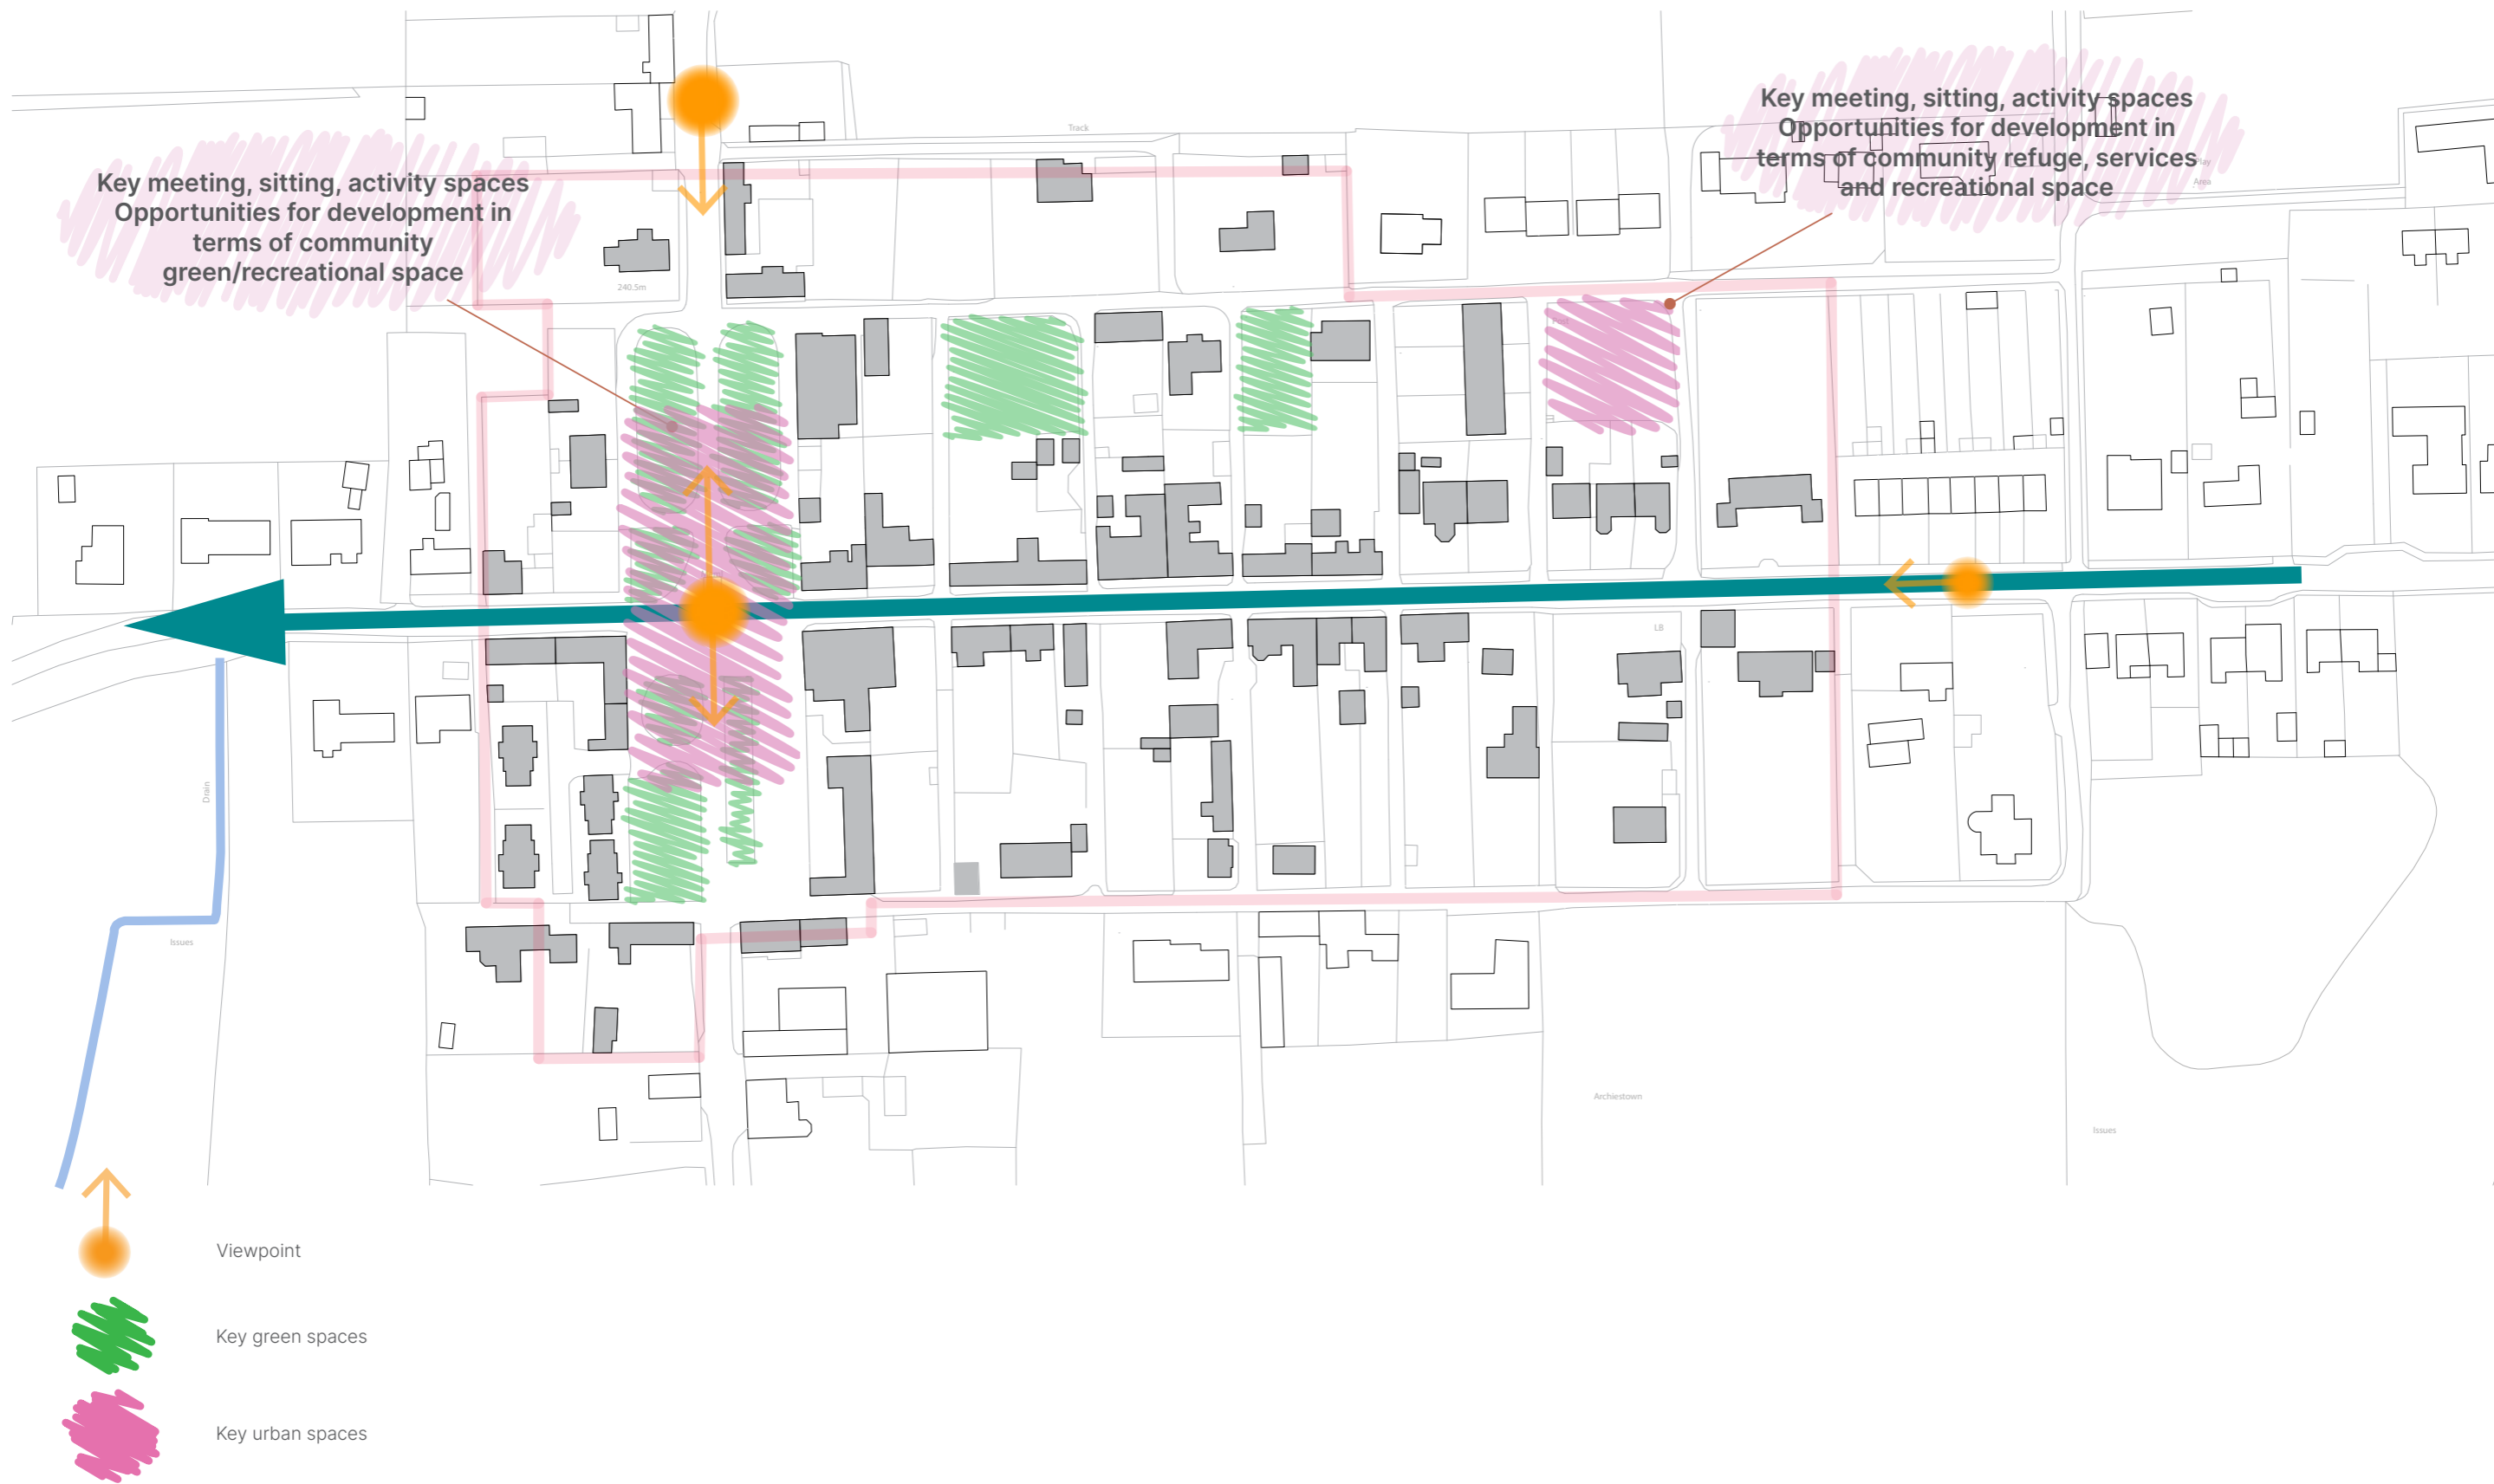 Track
Key meeting, sitting, activity spaces
Opportunities for development in
terms of community refuge, services
and recreational space
Play
Area
Key meeting, sitting, activity spaces
Opportunities for development in
terms of community
green/recreational space
240.5m
LB
Drain
Issues
Archiestown
Issues
Viewpoint
Key green spaces
Key urban spaces